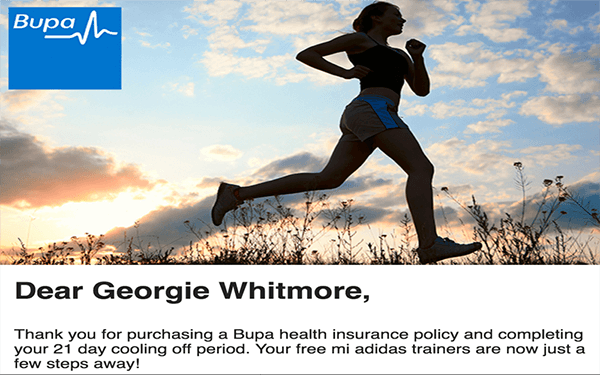 Bupa
Dear Georgie Whitmore,
Thank you for purchasing a Bupa health insurance policy and completing
your 21 day cooling off period. Your free mi adidas trainers are now just a
few steps away!